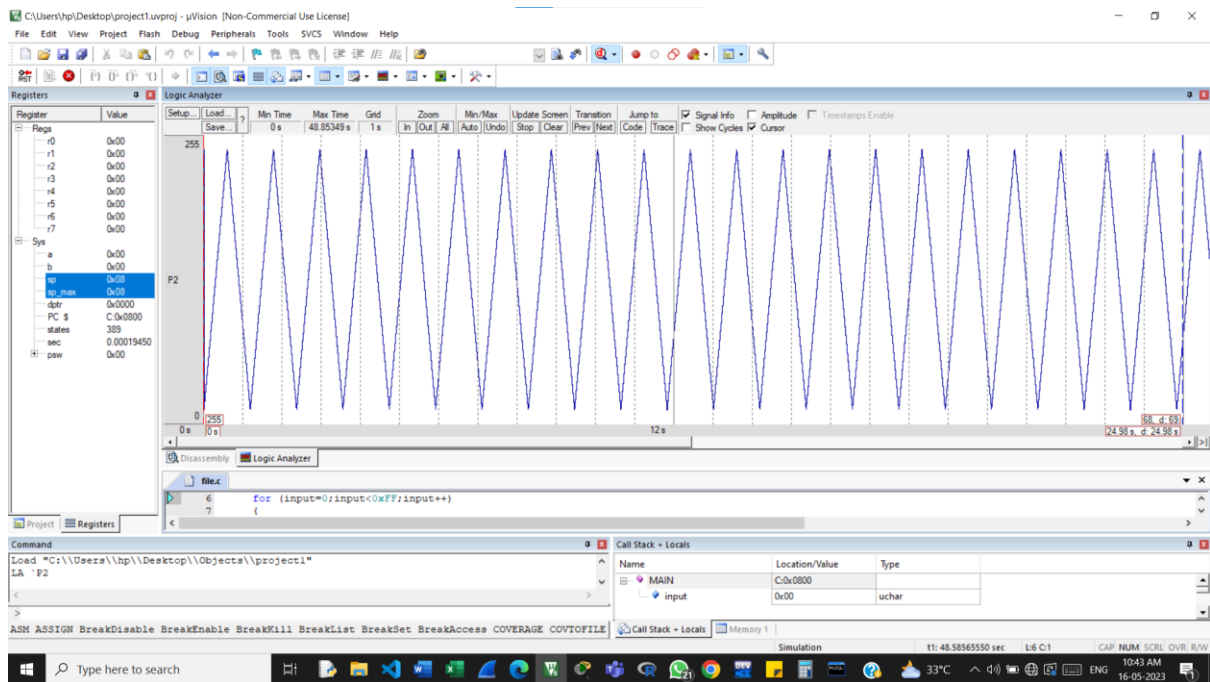 C:\Users\hp\Desktop\project1.uvproj - µVision [Non-Commercial Use License]
File Edit View Project Flash Debug Peripherals Tools SVCS Window Help
Registers
Register Value
Regs
r0 0x00
r1 0x00
r2 0x00
r3 0x00
r4 0x00
r5 0x00
r6 0x00
r7 0x00
Sys
a 0x00
b 0x00
sp 0x08
sp_max 0x08
dptr 0x0000
PC $ C:0x0800
states 389
sec 0.00019450
psw 0x00
Project Registers
Logic Analyzer
Setup... Load... ? Min Time Max Time Grid Zoom Min/Max Update Screen Transition Jump to Signal Info Amplitude Timestamps Enable
Save... 0 s 48.85349 s 1 s In Out All Auto Undo Stop Clear Prev Next Code Trace Show Cycles Cursor
255
P2
0
255
68, d: 69
0 s 0 s 12 s 24.98 s, d: 24.98 s
Disassembly Logic Analyzer
file.c
6 for (input=0;input<0xFF;input++)
7 {
Command
Load "C:\\Users\\hp\\Desktop\\Objects\\project1"
LA `P2
>
ASM ASSIGN BreakDisable BreakEnable BreakKill BreakList BreakSet BreakAccess COVERAGE COVTOFILE
Call Stack + Locals
Name Location/Value Type
MAIN C:0x0800
input 0x00 uchar
Call Stack + Locals Memory 1
Simulation t1: 48.58565550 sec L:6 C:1 CAP NUM SCRL OVR R/W
Type here to search
21
33°C
ENG
10:43 AM
16-05-2023